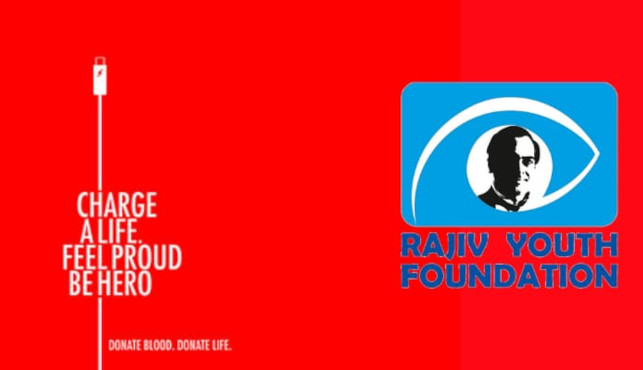 CHARGE
A LIFE.
FEEL PROUD
BE HERO
DONATE BLOOD. DONATE LIFE.
RAJIV YOUTH
FOUNDATION